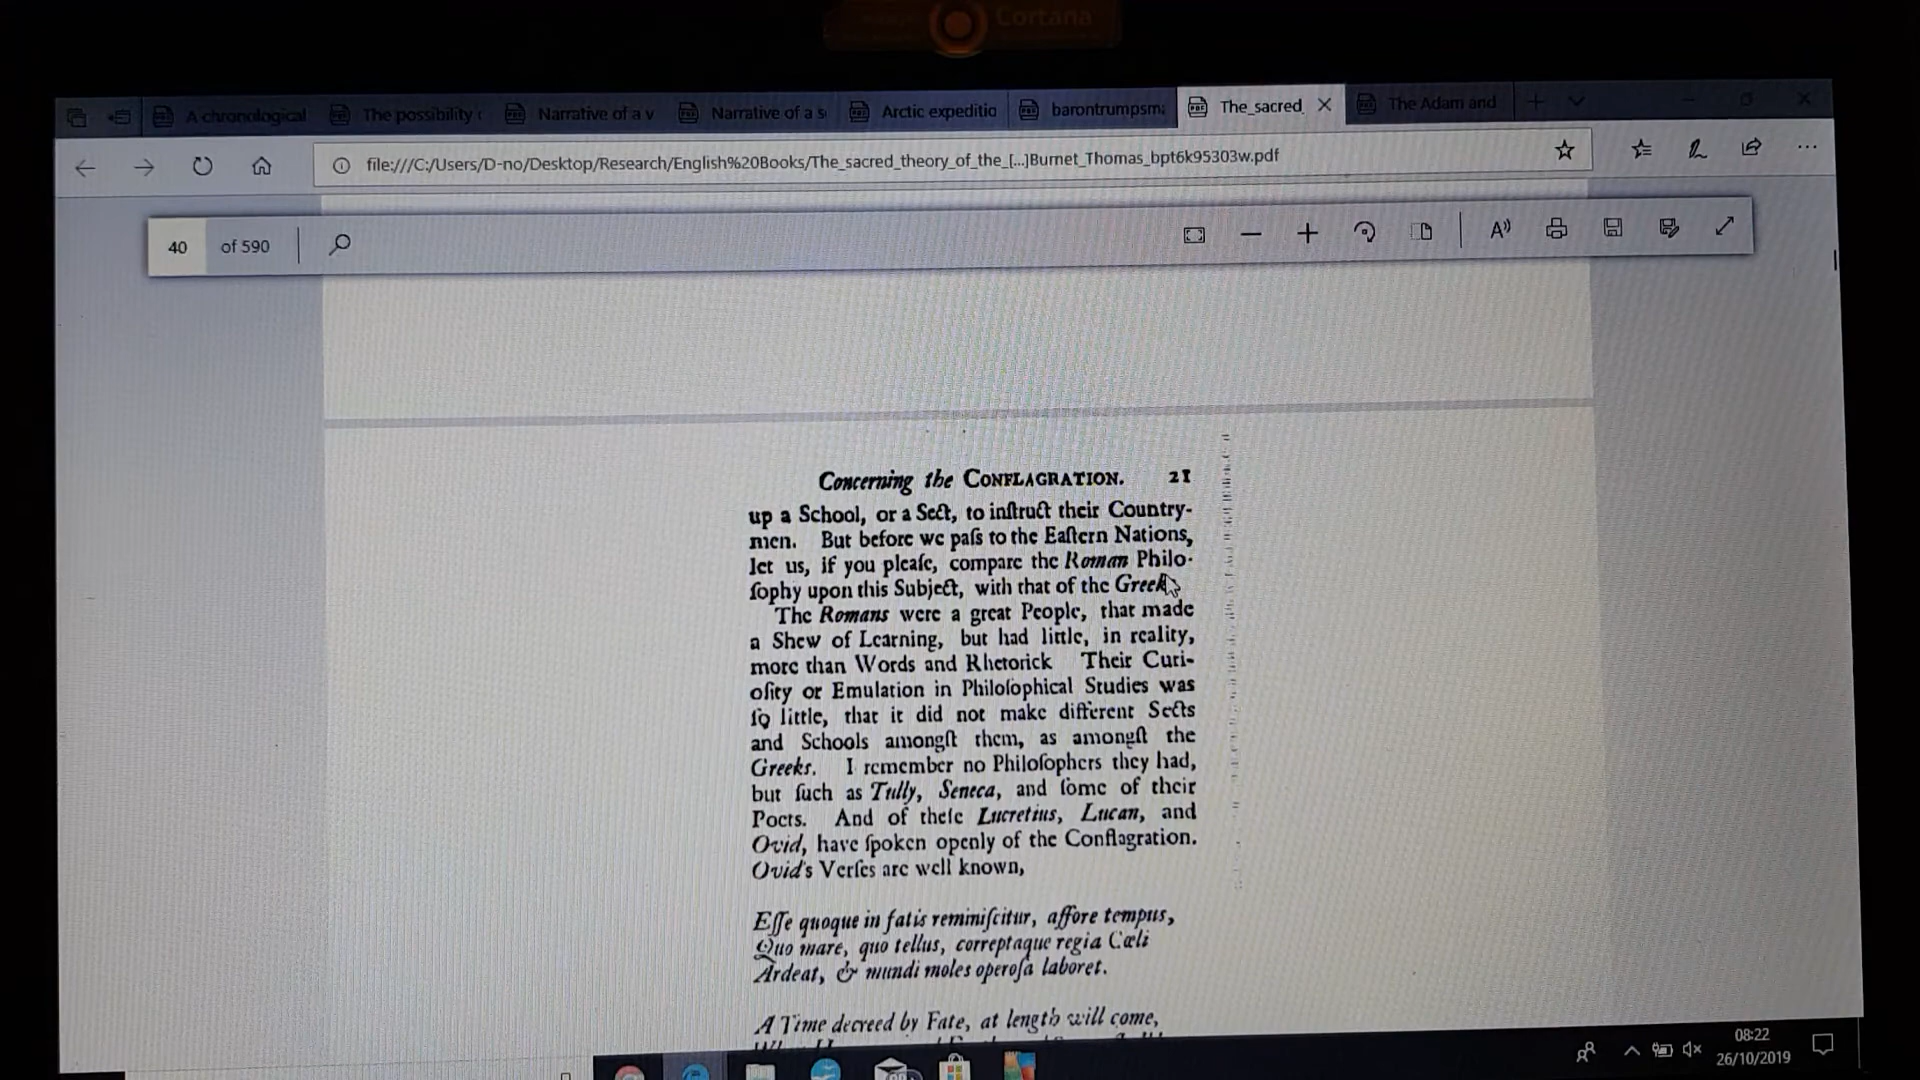 Cortana
A chronological
The possibility
Narrative of a v
Narrative of a s
Arctic expeditio
barontrumpsm
The_sacred_
The Adam and
file:///C:/Users/D-no/Desktop/Research/English%20Books/The_sacred_theory_of_the_[...]Burnet_Thomas_bpt6k95303w.pdf
40 of 590
Concerning the CONFLAGRATION. 21
up a School, or a Sect, to inſtruct their Country-
men. But before we paſs to the Eaſtern Nations,
let us, if you pleaſe, compare the Roman Philo-
ſophy upon this Subject, with that of the Greek
The Romans were a great People, that made
a Shew of Learning, but had little, in reality,
more than Words and Rhetorick Their Curi-
oſity or Emulation in Philoſophical Studies was
ſo little, that it did not make different Sects
and Schools amongſt them, as amongſt the
Greeks. I remember no Philoſophers they had,
but ſuch as Tully, Seneca, and ſome of their
Poets. And of theſe Lucretius, Lucan, and
Ovid, have ſpoken openly of the Conflagration.
Ovid's Verſes are well known,
Eſſe quoque in fatis reminiſcitur, affore tempus,
Quo mare, quo tellus, correptaque regia Cœli
Ardeat, & mundi moles operoſa laboret.
A Time decreed by Fate, at length will come,
08:22
26/10/2019